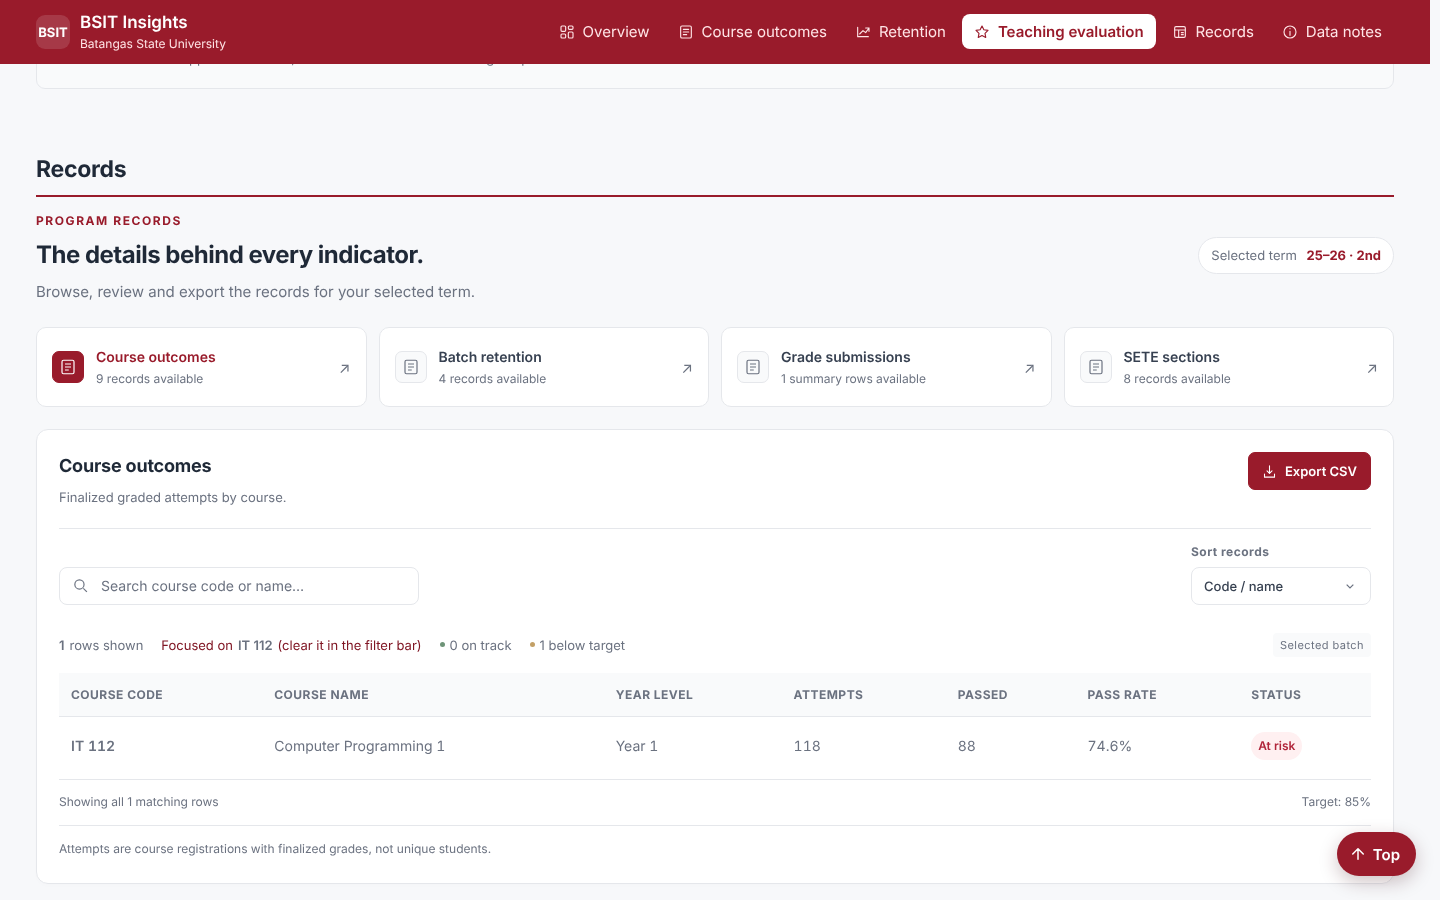 BSIT
BSIT Insights
Batangas State University
Overview
Course outcomes
Retention
Teaching evaluation
Records
Data notes
Records
PROGRAM RECORDS
The details behind every indicator.
Selected term 25–26 · 2nd
Browse, review and export the records for your selected term.
Course outcomes
9 records available
Batch retention
4 records available
Grade submissions
1 summary rows available
SETE sections
8 records available
Course outcomes
Export CSV
Finalized graded attempts by course.
Sort records
Search course code or name...
Code / name
1 rows shown Focused on IT 112 (clear it in the filter bar) 0 on track 1 below target Selected batch
COURSE CODE COURSE NAME YEAR LEVEL ATTEMPTS PASSED PASS RATE STATUS
IT 112 Computer Programming 1 Year 1 118 88 74.6% At risk
Showing all 1 matching rows Target: 85%
Attempts are course registrations with finalized grades, not unique students.
Top